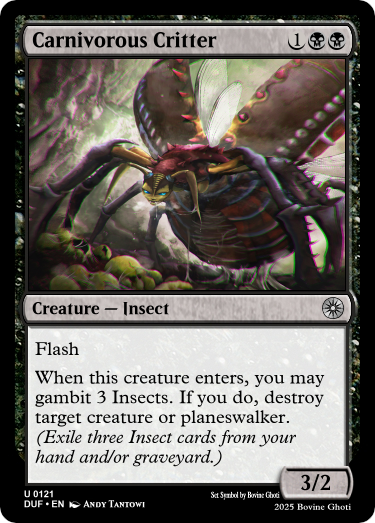 Carnivorous Critter 1
Creature — Insect
Flash
When this creature enters, you may
gambit 3 Insects. If you do, destroy
target creature or planeswalker.
(Exile three Insect cards from your
hand and/or graveyard.)
3/2
U 0121
DUF • EN Andy Tantowi
Set Symbol by Bovine Ghoti
2025 Bovine Ghoti